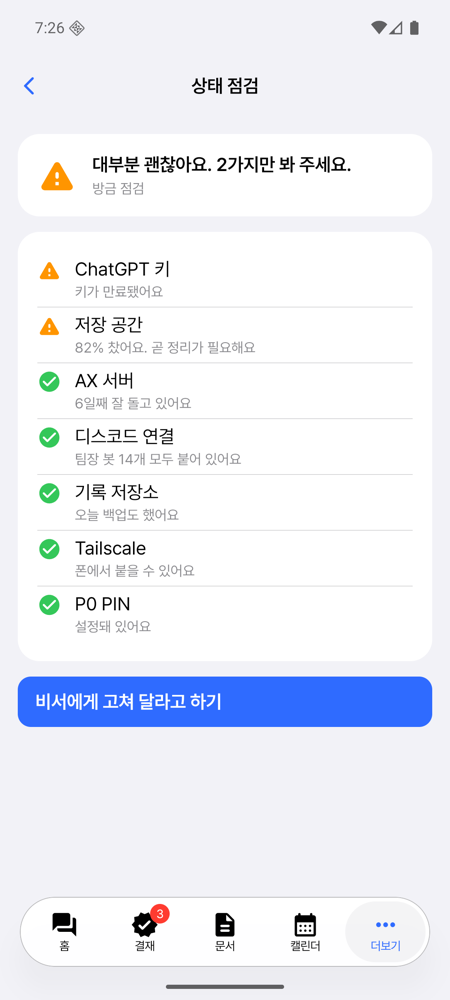 7:26
상태 점검
대부분 괜찮아요. 2가지만 봐 주세요.
방금 점검
ChatGPT 키
키가 만료됐어요
저장 공간
82% 찼어요. 곧 정리가 필요해요
AX 서버
6일째 잘 돌고 있어요
디스코드 연결
팀장 봇 14개 모두 붙어 있어요
기록 저장소
오늘 백업도 했어요
Tailscale
폰에서 붙을 수 있어요
P0 PIN
설정돼 있어요
비서에게 고쳐 달라고 하기
3
홈
결재
문서
캘린더
더보기